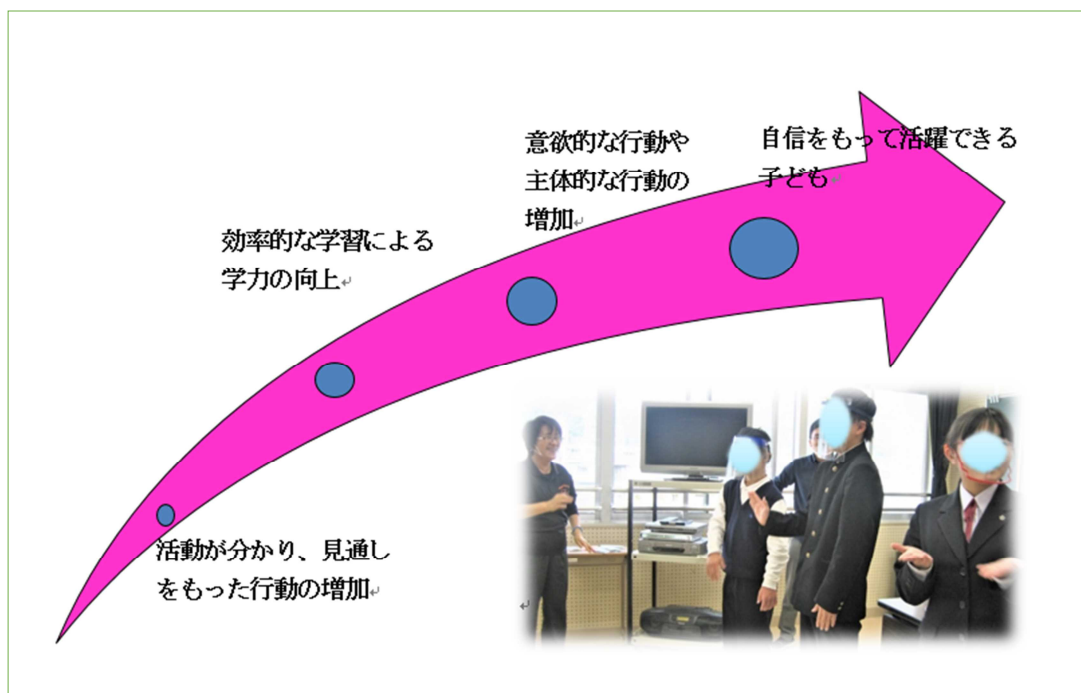 意欲的な行動や
主体的な行動の
増加
自信をもって活躍できる
子ども
効率的な学習による
学力の向上
活動が分かり、見通し
をもった行動の増加